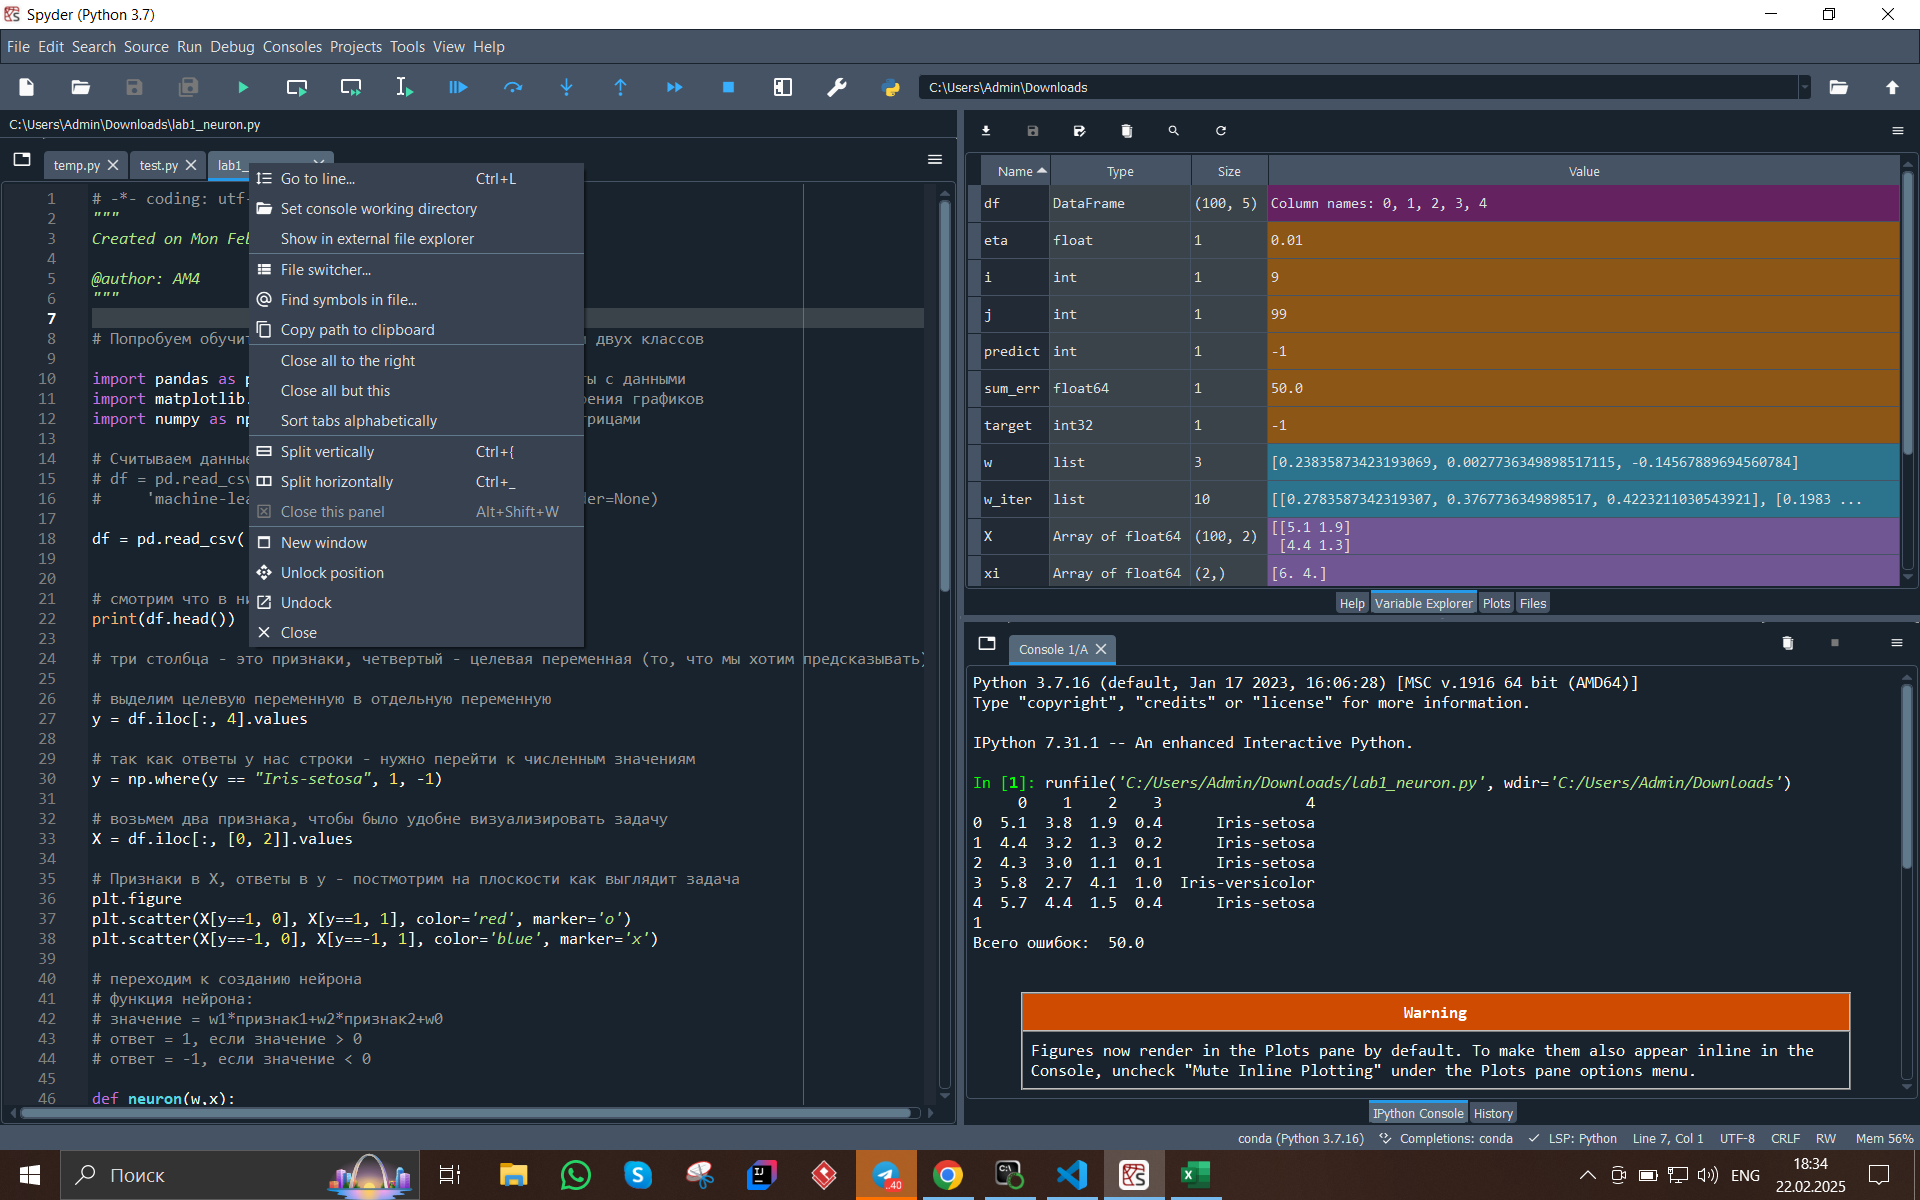 Spyder (Python 3.7)
File Edit Search Source Run Debug Consoles Projects Tools View Help
C:\Users\Admin\Downloads
C:\Users\Admin\Downloads\lab1_neuron.py
temp.py
test.py
lab1_
Go to line... Ctrl+L
Set console working directory
Show in external file explorer
File switcher...
Find symbols in file...
Copy path to clipboard
Close all to the right
Close all but this
Sort tabs alphabetically
Split vertically Ctrl+{
Split horizontally Ctrl+_
Close this panel Alt+Shift+W
New window
Unlock position
Undock
Close
1 # -*- coding: utf-
2 """
3 Created on Mon Feb
4
5 @author: AM4
6 """
7
8 # Попробуем обучи двух классов
9
10 import pandas as p ты с данными
11 import matplotlib. рения графиков
12 import numpy as np трицами
13
14 # Считываем данные
15 # df = pd.read_csv
16 # 'machine-lea der=None)
17
18 df = pd.read_csv(
19
20
21 # смотрим что в ни
22 print(df.head())
23
24 # три столбца - это признаки, четвертый - целевая переменная (то, что мы хотим предсказывать)
25
26 # выделим целевую переменную в отдельную переменную
27 y = df.iloc[:, 4].values
28
29 # так как ответы у нас строки - нужно перейти к численным значениям
30 y = np.where(y == "Iris-setosa", 1, -1)
31
32 # возьмем два признака, чтобы было удобне визуализировать задачу
33 X = df.iloc[:, [0, 2]].values
34
35 # Признаки в X, ответы в y - постмотрим на плоскости как выглядит задача
36 plt.figure
37 plt.scatter(X[y==1, 0], X[y==1, 1], color='red', marker='o')
38 plt.scatter(X[y==-1, 0], X[y==-1, 1], color='blue', marker='x')
39
40 # переходим к созданию нейрона
41 # функция нейрона:
42 # значение = w1*признак1+w2*признак2+w0
43 # ответ = 1, если значение > 0
44 # ответ = -1, если значение < 0
45
46 def neuron(w,x):
Name Type Size Value
df DataFrame (100, 5) Column names: 0, 1, 2, 3, 4
eta float 1 0.01
i int 1 9
j int 1 99
predict int 1 -1
sum_err float64 1 50.0
target int32 1 -1
w list 3 [0.23835873423193069, 0.0027736349898517115, -0.14567889694560784]
w_iter list 10 [[0.2783587342319307, 0.3767736349898517, 0.4223211030543921], [0.1983 ...
X Array of float64 (100, 2) [[5.1 1.9]
[4.4 1.3]
xi Array of float64 (2,) [6. 4.]
Help Variable Explorer Plots Files
Console 1/A
Python 3.7.16 (default, Jan 17 2023, 16:06:28) [MSC v.1916 64 bit (AMD64)]
Type "copyright", "credits" or "license" for more information.
IPython 7.31.1 -- An enhanced Interactive Python.
In [1]: runfile('C:/Users/Admin/Downloads/lab1_neuron.py', wdir='C:/Users/Admin/Downloads')
0 1 2 3 4
0 5.1 3.8 1.9 0.4 Iris-setosa
1 4.4 3.2 1.3 0.2 Iris-setosa
2 4.3 3.0 1.1 0.1 Iris-setosa
3 5.8 2.7 4.1 1.0 Iris-versicolor
4 5.7 4.4 1.5 0.4 Iris-setosa
1
Всего ошибок: 50.0
Warning
Figures now render in the Plots pane by default. To make them also appear inline in the
Console, uncheck "Mute Inline Plotting" under the Plots pane options menu.
IPython Console History
conda (Python 3.7.16) Completions: conda LSP: Python Line 7, Col 1 UTF-8 CRLF RW Mem 56%
Поиск
..40
ENG
18:34
22.02.2025